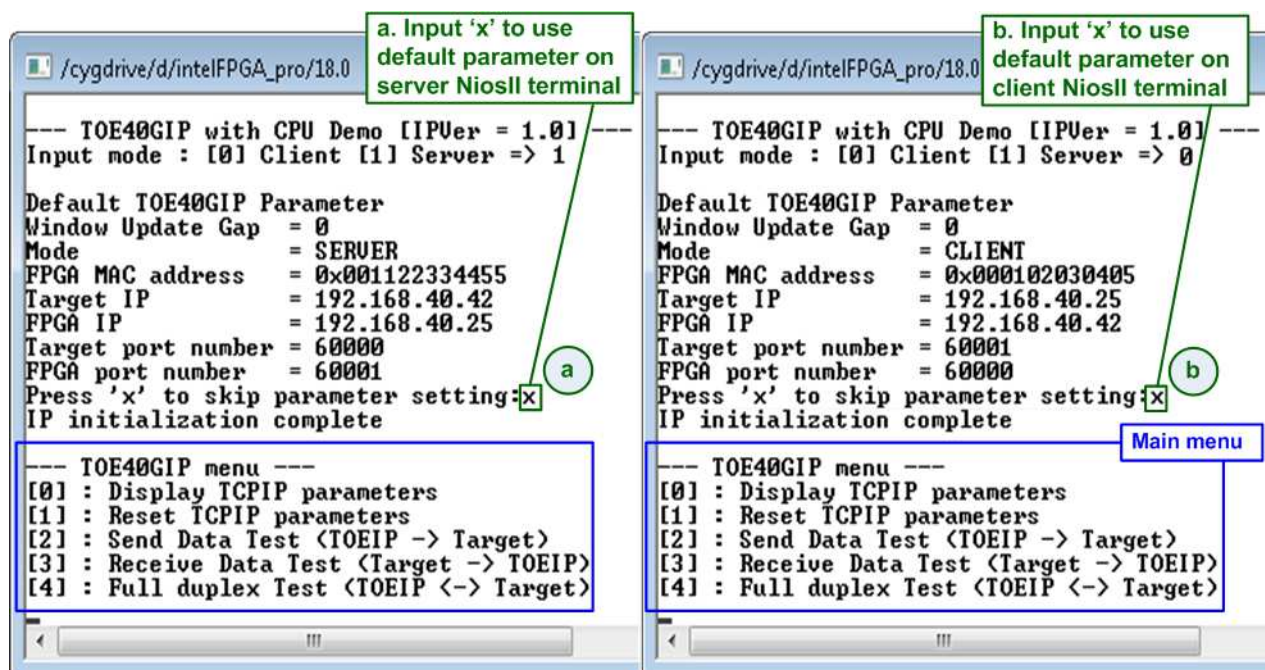 a. Input ‘x’ to use
default parameter on
server NiosII terminal
/cygdrive/d/intelFPGA_pro/18.0
--- TOE40GIP with CPU Demo [IPVer = 1.0] ---
Input mode : [0] Client [1] Server => 1
Default TOE40GIP Parameter
Window Update Gap = 0
Mode = SERVER
FPGA MAC address = 0x001122334455
Target IP = 192.168.40.42
FPGA IP = 192.168.40.25
Target port number = 60000
FPGA port number = 60001
a
Press 'x' to skip parameter setting:x
IP initialization complete
--- TOE40GIP menu ---
[0] : Display TCPIP parameters
[1] : Reset TCPIP parameters
[2] : Send Data Test (TOEIP -> Target)
[3] : Receive Data Test (Target -> TOEIP)
[4] : Full duplex Test (TOEIP <-> Target)
b. Input ‘x’ to use
default parameter on
client NiosII terminal
/cygdrive/d/intelFPGA_pro/18.0
--- TOE40GIP with CPU Demo [IPVer = 1.0] ---
Input mode : [0] Client [1] Server => 0
Default TOE40GIP Parameter
Window Update Gap = 0
Mode = CLIENT
FPGA MAC address = 0x000102030405
Target IP = 192.168.40.25
FPGA IP = 192.168.40.42
Target port number = 60001
FPGA port number = 60000
b
Press 'x' to skip parameter setting:x
IP initialization complete
Main menu
--- TOE40GIP menu ---
[0] : Display TCPIP parameters
[1] : Reset TCPIP parameters
[2] : Send Data Test (TOEIP -> Target)
[3] : Receive Data Test (Target -> TOEIP)
[4] : Full duplex Test (TOEIP <-> Target)